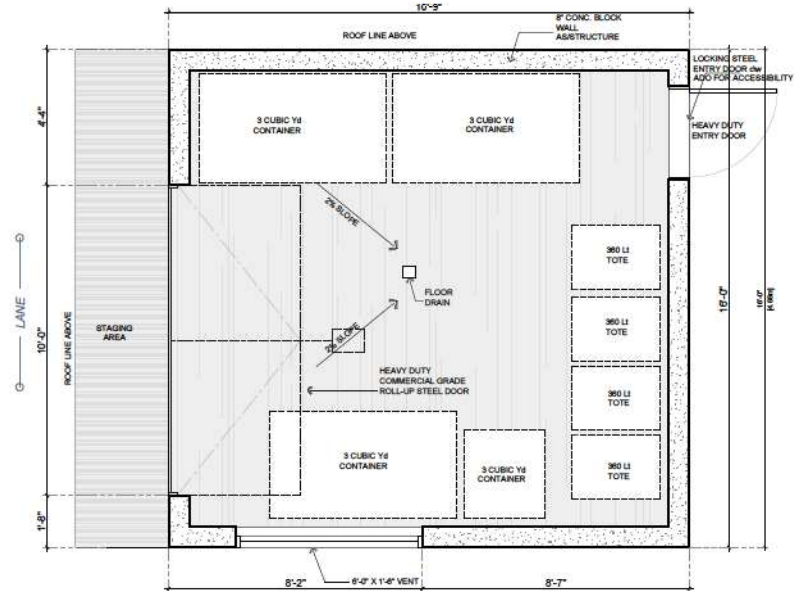 16'-9"
ROOF LINE ABOVE
8" CONC. BLOCK
WALL
AS/STRUCTURE
LOCKING STEEL
ENTRY DOOR c/w
ADO FOR ACCESSIBILITY
HEAVY DUTY
ENTRY DOOR
4'-4"
3 CUBIC Yd
CONTAINER
3 CUBIC Yd
CONTAINER
2% SLOPE
360 Lt
TOTE
FLOOR
DRAIN
LANE
ROOF LINE ABOVE
STAGING
AREA
10'-0"
2% SLOPE
360 Lt
TOTE
16'-0"
16'-0"
HEAVY DUTY
COMMERCIAL GRADE
ROLL-UP STEEL DOOR
360 Lt
TOTE
3 CUBIC Yd
CONTAINER
3 CUBIC Yd
CONTAINER
360 Lt
TOTE
1'-8"
8'-2"
6'-0" X 1'-6" VENT
8'-7"